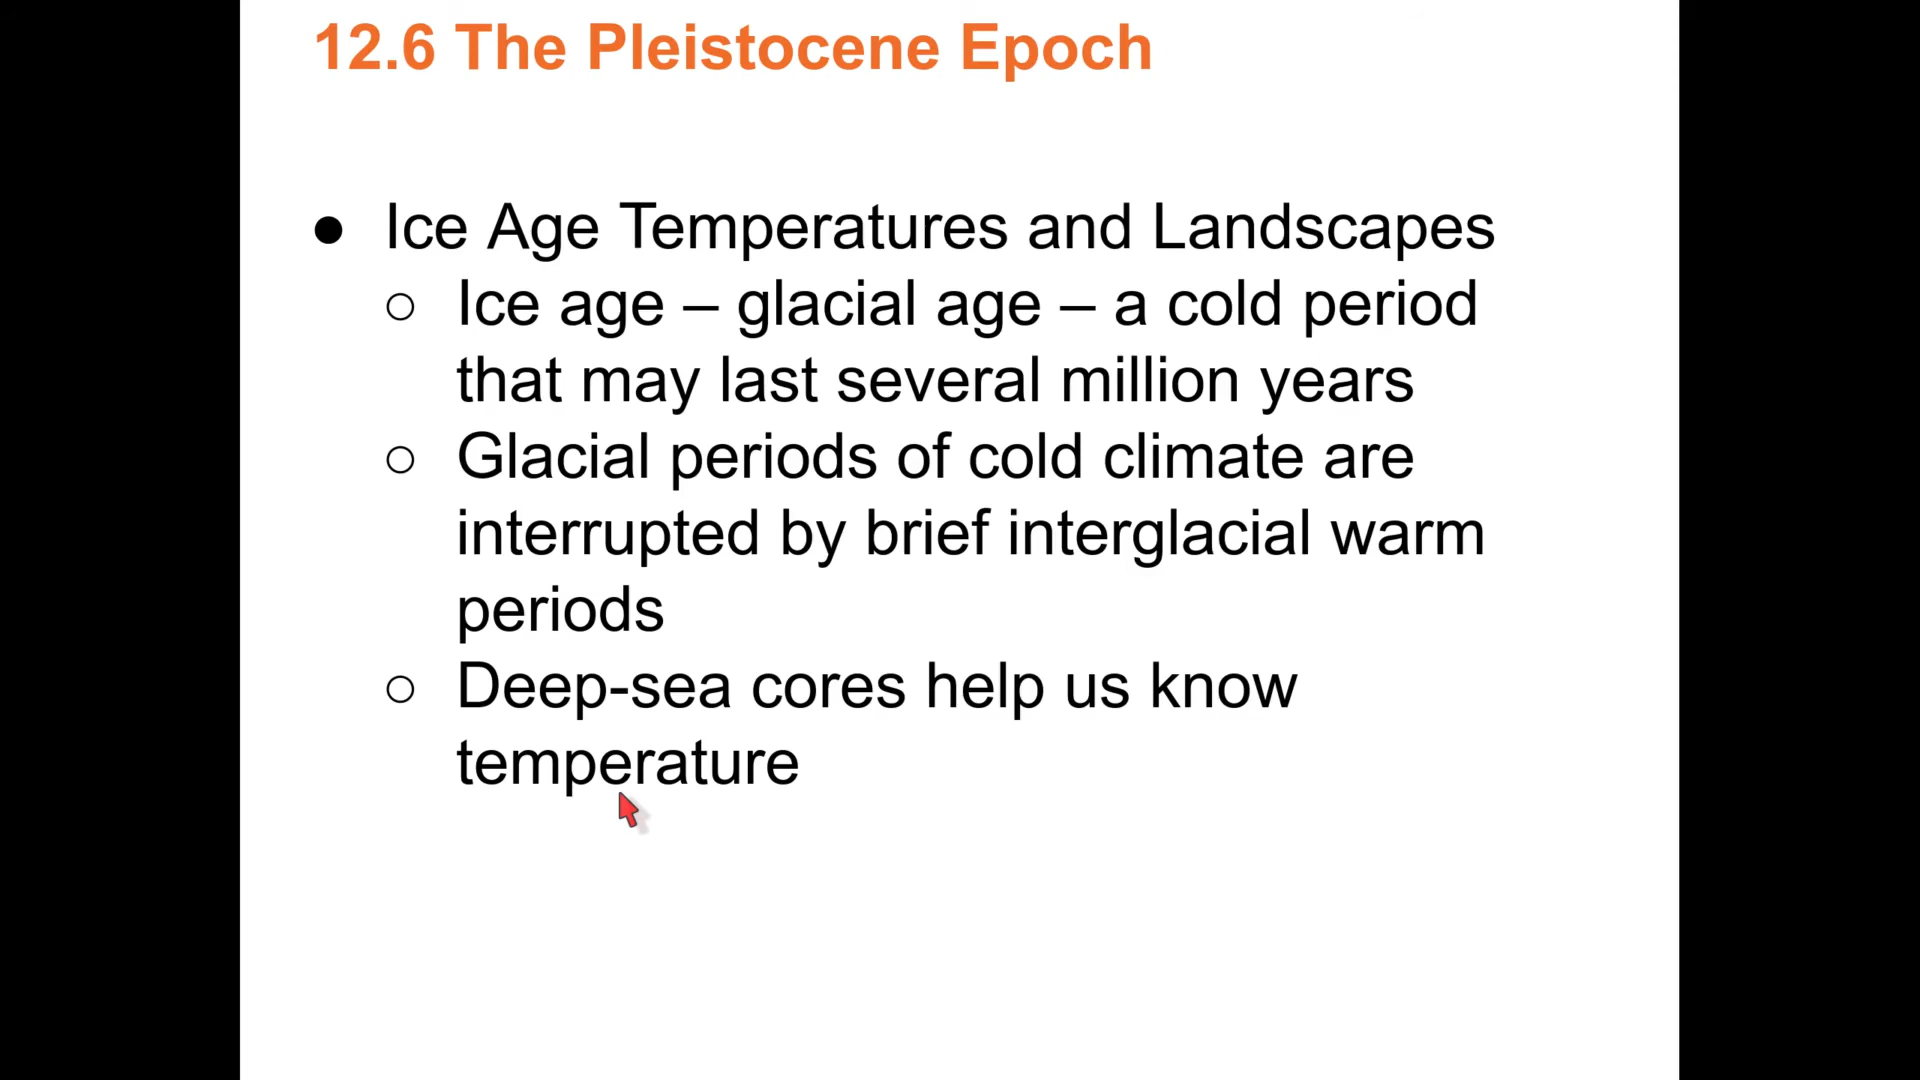 12.6 The Pleistocene Epoch
● Ice Age Temperatures and Landscapes
○ Ice age – glacial age – a cold period
that may last several million years
○ Glacial periods of cold climate are
interrupted by brief interglacial warm
periods
○ Deep-sea cores help us know
temperature